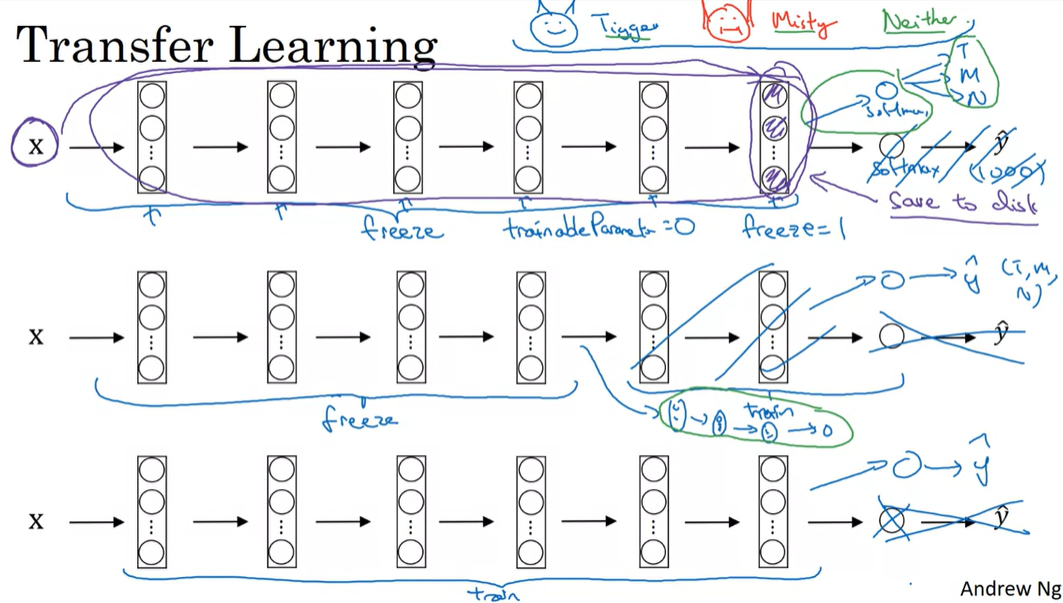 Transfer Learning
Tigger Misty Neither
T
M
N
x
softmax
softmax ŷ (1000)
Save to disk
freeze trainableParameter=0 freeze=1
ŷ (T, M, N)
x ŷ
freeze
train
ŷ
x ŷ
train
Andrew Ng